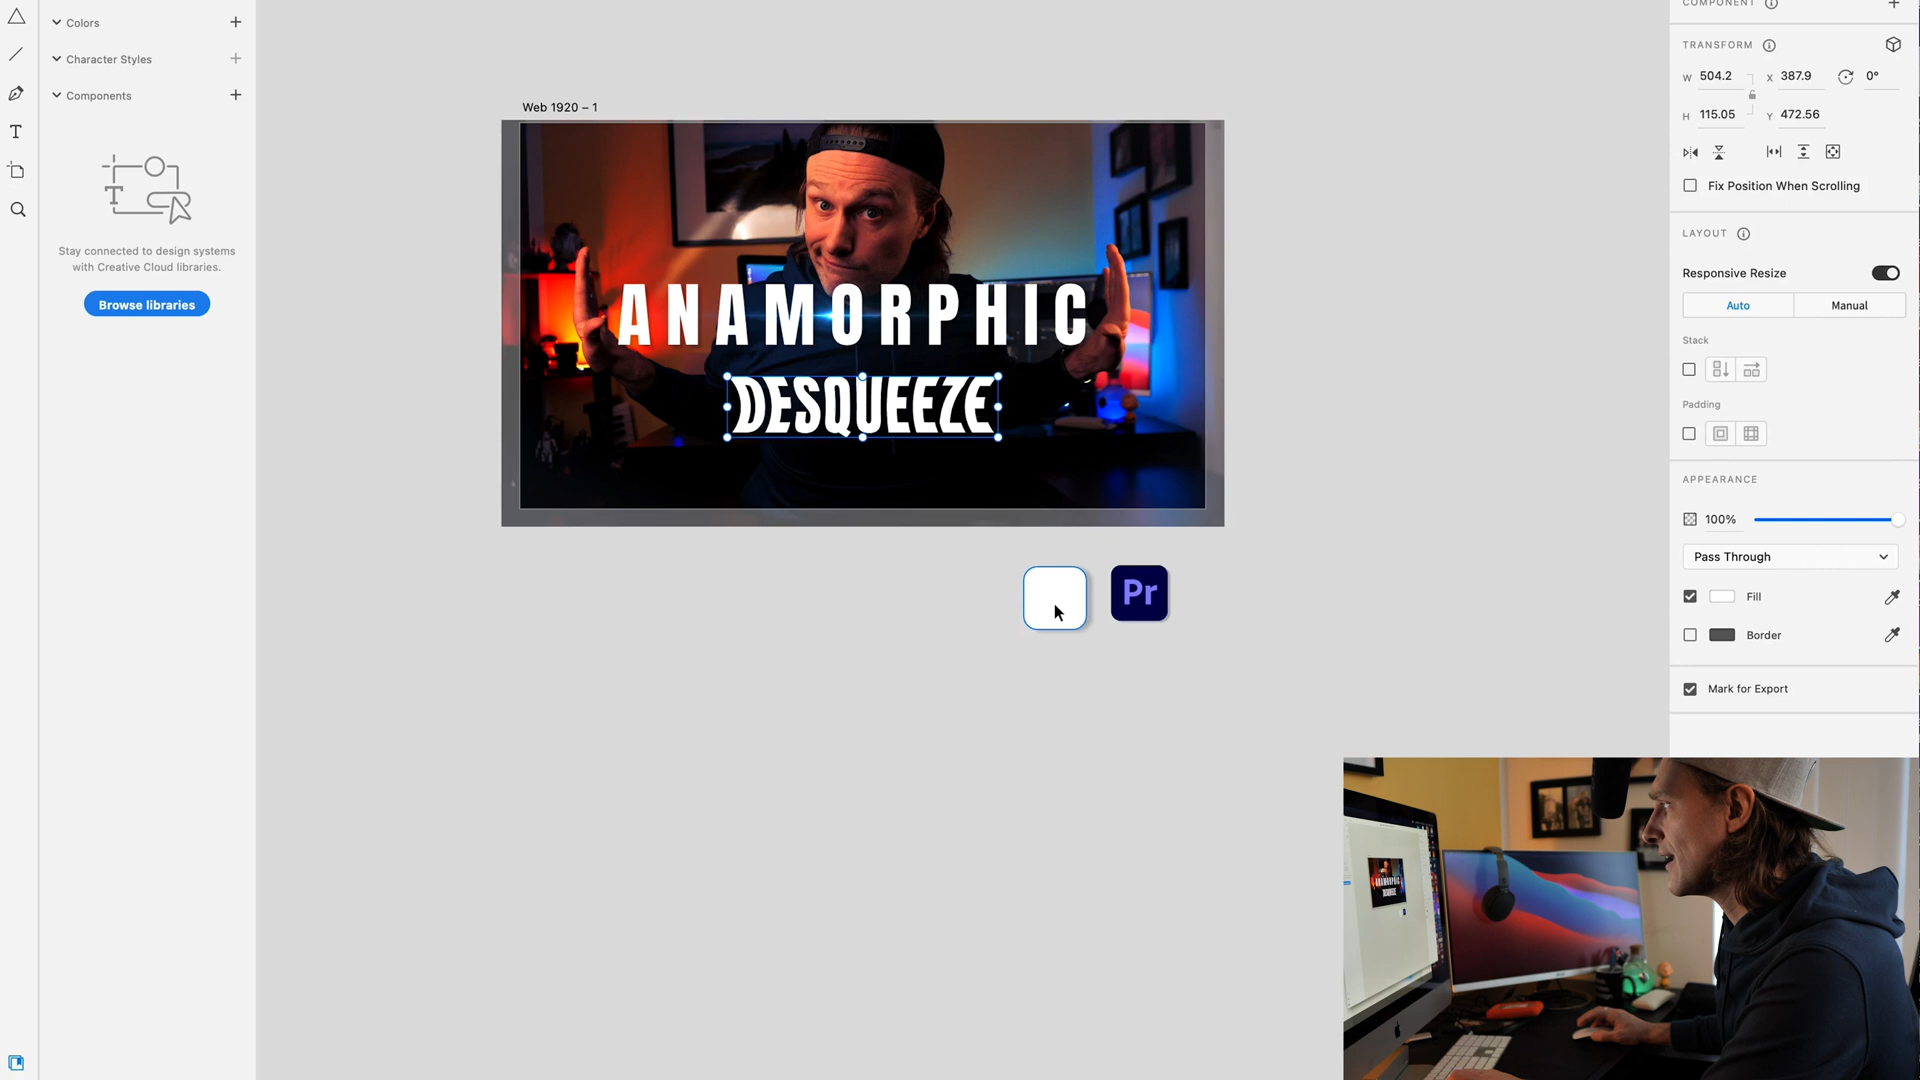 Colors
Character Styles
Components
Stay connected to design systems
with Creative Cloud libraries.
Browse libraries
Web 1920 – 1
ANAMORPHIC
DESQUEEZE
Pr
COMPONENT
TRANSFORM
W 504.2 X 387.9 0°
H 115.05 Y 472.56
Fix Position When Scrolling
LAYOUT
Responsive Resize
Auto Manual
Stack
Padding
APPEARANCE
100%
Pass Through
Fill
Border
Mark for Export
ANAMORPHIC
DESQUEEZE